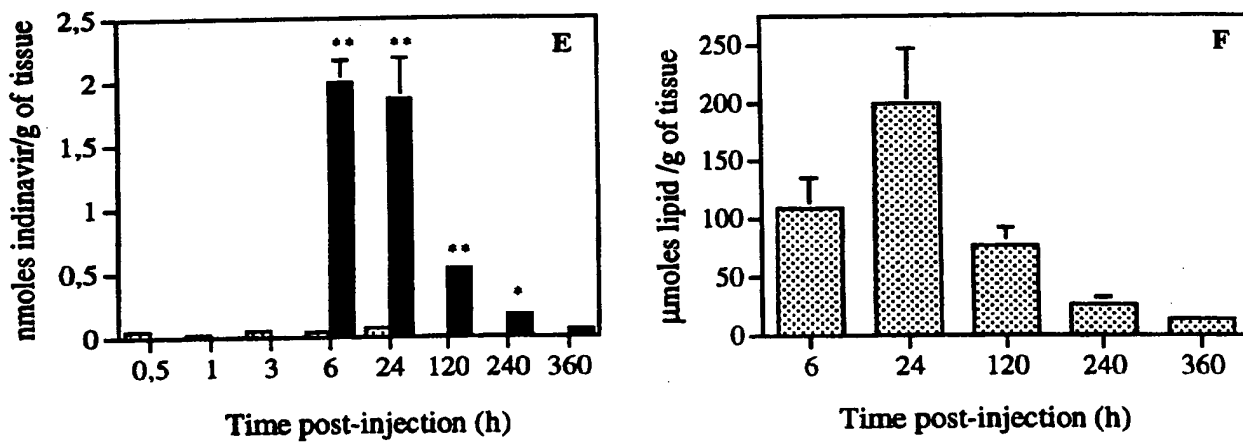 nmoles indinavir/g of tissue
2,5
2
1,5
1
0,5
0
E
**
**
**
*
0,5 1 3 6 24 120 240 360
Time post-injection (h)
µmoles lipid /g of tissue
250
200
150
100
50
0
F
6 24 120 240 360
Time post-injection (h)